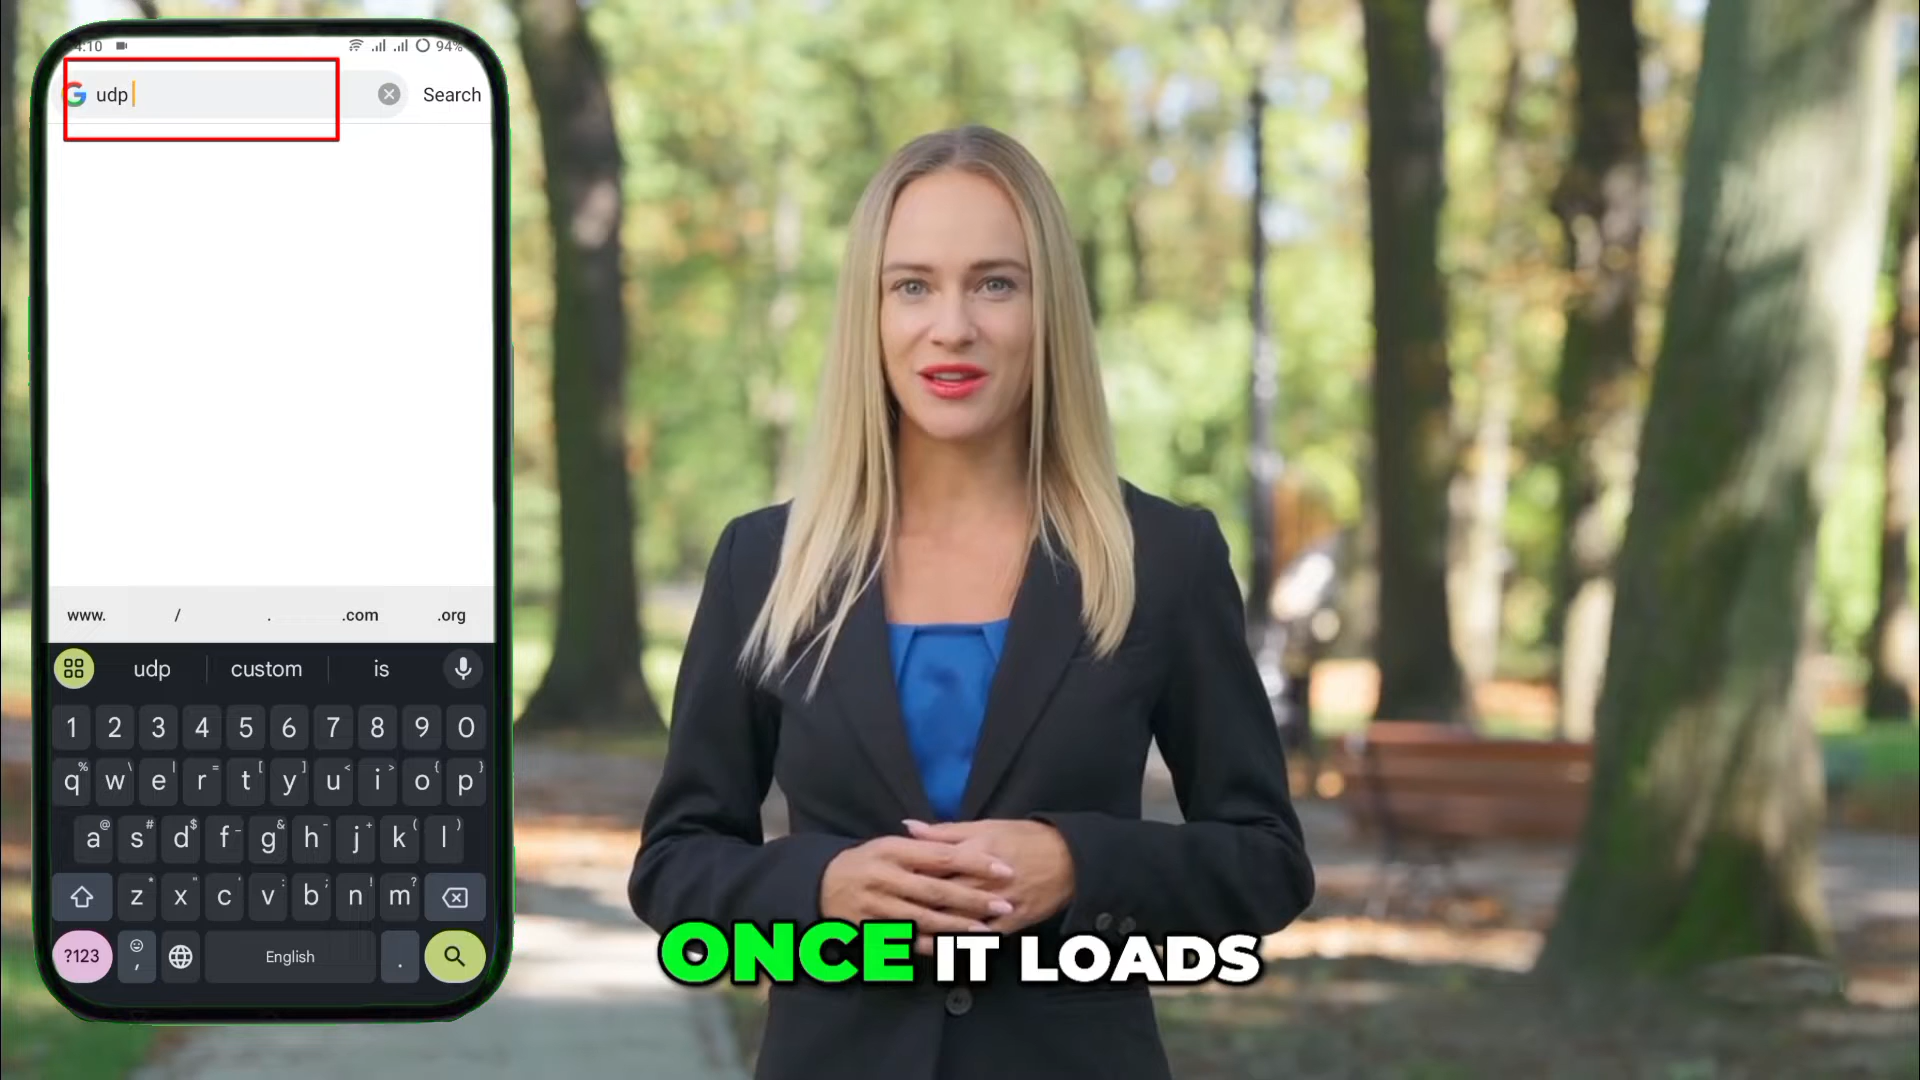 4:10 94%
udp Search
www. / . .com .org
udp custom is
1 2 3 4 5 6 7 8 9 0
q% w\ e| r= t[ y] u< i> o{ p}
a@ s# d$ f- g& h- j+ k( l)
z* x" c' v: b; n! m? 
?123 , English .
ONCE IT LOADS